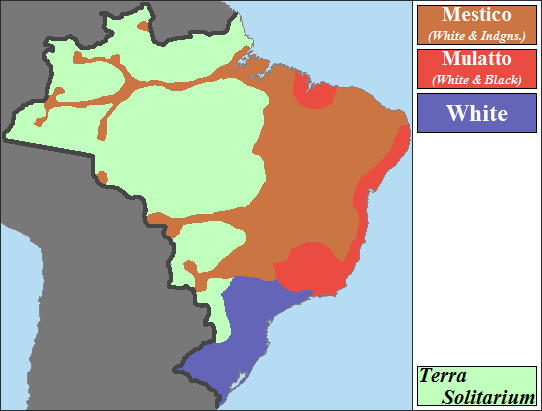 Mestico
(White & Indgns.)
Mulatto
(White & Black)
White
Terra
Solitarium